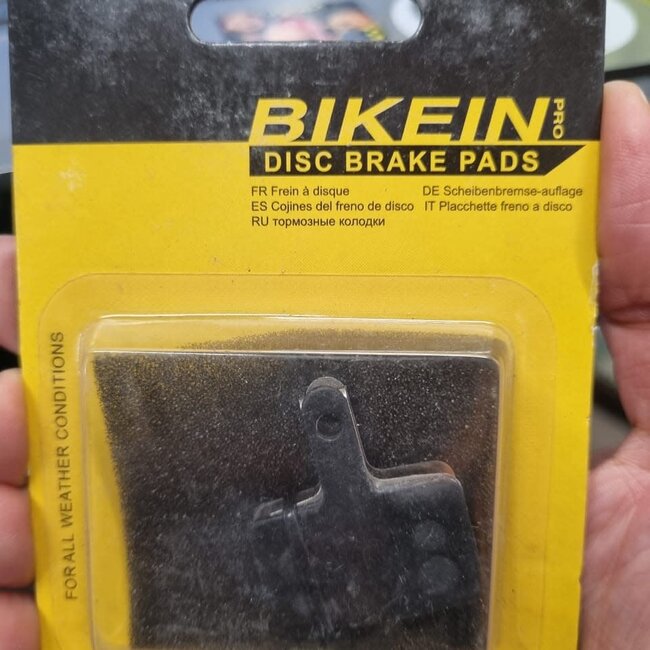 BIKEIN PRO
DISC BRAKE PADS
FR Frein à disque DE Scheibenbremse-auflage
ES Cojines del freno de disco IT Placchette freno a disco
RU тормозные колодки
FOR ALL WEATHER CONDITIONS